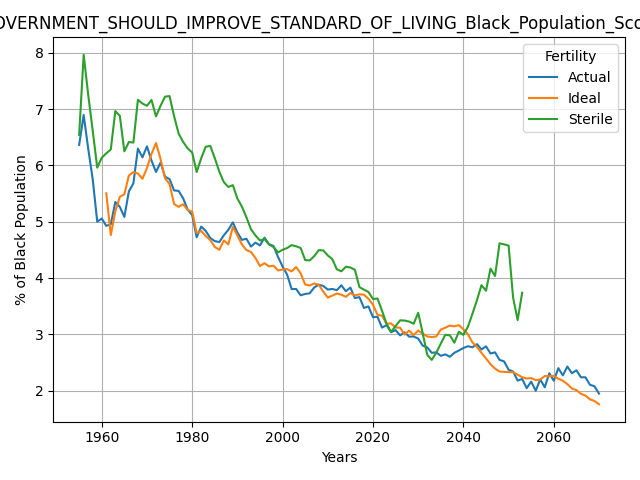 OVERNMENT_SHOULD_IMPROVE_STANDARD_OF_LIVING_Black_Population_Sco
Fertility
Actual
Ideal
Sterile
8
7
6
5
4
3
2
% of Black Population
1960 1980 2000 2020 2040 2060
Years